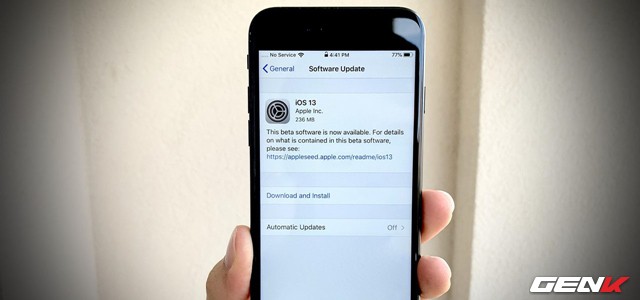 No Service 4:41 PM 77%
General Software Update
iOS 13
Apple Inc.
236 MB
This beta software is now available. For details
on what is contained in this beta software,
please see:
https://appleseed.apple.com/readme/ios13
Download and Install
Automatic Updates Off
GENK